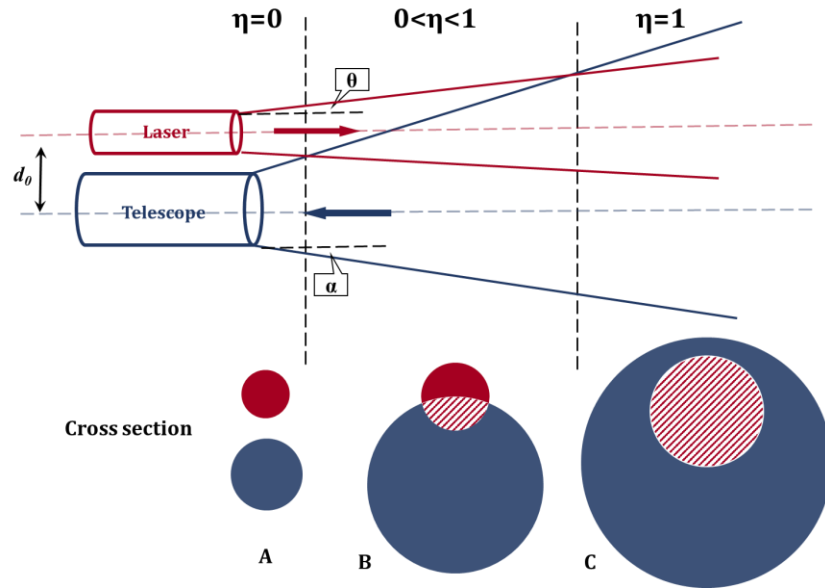 η=0 0<η<1 η=1
θ
Laser
d₀
Telescope
α
Cross section
A B C